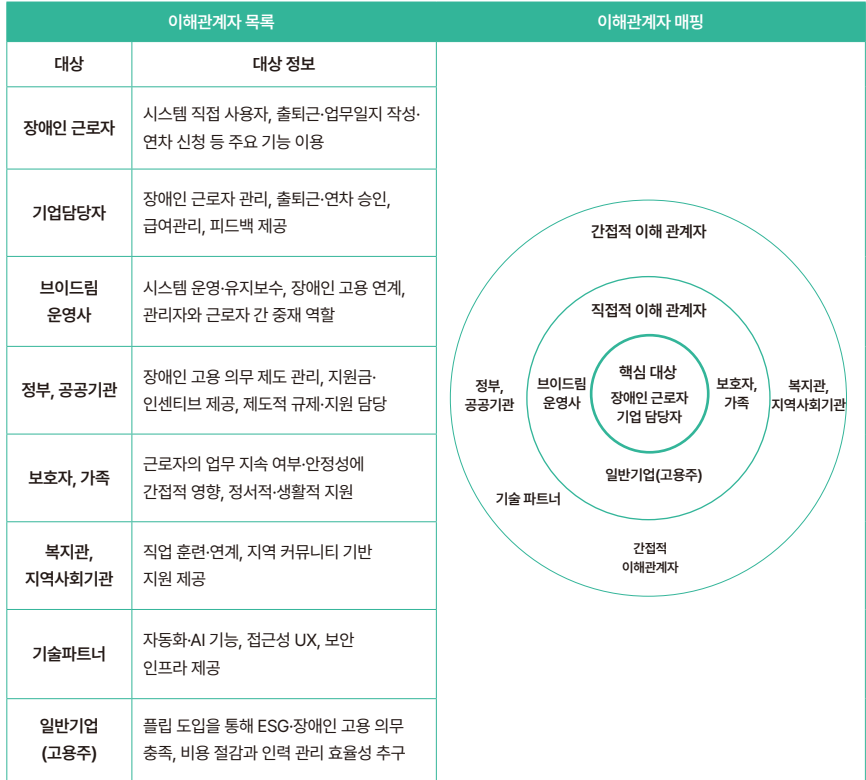 이해관계자 목록
이해관계자 매핑
대상
대상 정보
장애인 근로자
시스템 직접 사용자, 출퇴근·업무일지 작성·
연차 신청 등 주요 기능 이용
기업담당자
장애인 근로자 관리, 출퇴근·연차 승인,
급여관리, 피드백 제공
브이드림
운영사
시스템 운영·유지보수, 장애인 고용 연계,
관리자와 근로자 간 중재 역할
정부, 공공기관
장애인 고용 의무 제도 관리, 지원금·
인센티브 제공, 제도적 규제·지원 담당
보호자, 가족
근로자의 업무 지속 여부·안정성에
간접적 영향, 정서적·생활적 지원
복지관,
지역사회기관
직업 훈련·연계, 지역 커뮤니티 기반
지원 제공
기술파트너
자동화·AI 기능, 접근성 UX, 보안
인프라 제공
일반기업
(고용주)
플립 도입을 통해 ESG·장애인 고용 의무
충족, 비용 절감과 인력 관리 효율성 추구
간접적 이해 관계자
직접적 이해 관계자
핵심 대상
장애인 근로자
기업 담당자
정부,
공공기관
브이드림
운영사
보호자,
가족
복지관,
지역사회기관
일반기업(고용주)
기술 파트너
간접적
이해관계자